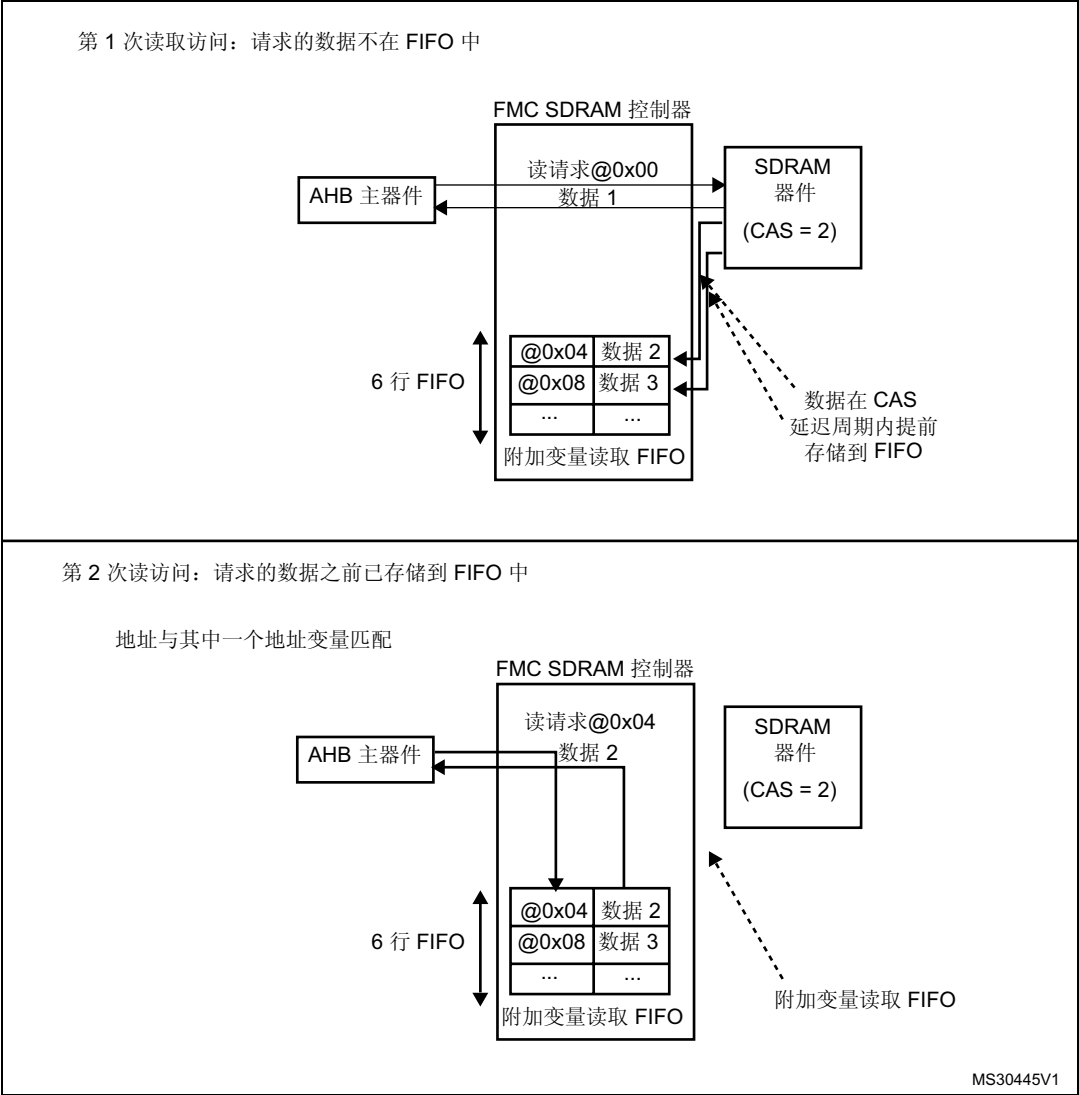 第 1 次读取访问：请求的数据不在 FIFO 中
FMC SDRAM 控制器
读请求@0x00
数据 1
AHB 主器件
SDRAM
器件
(CAS = 2)
@0x04 数据 2
@0x08 数据 3
... ...
6 行 FIFO
附加变量读取 FIFO
数据在 CAS
延迟周期内提前
存储到 FIFO
第 2 次读访问：请求的数据之前已存储到 FIFO 中
地址与其中一个地址变量匹配
FMC SDRAM 控制器
读请求@0x04
数据 2
AHB 主器件
SDRAM
器件
(CAS = 2)
@0x04 数据 2
@0x08 数据 3
... ...
6 行 FIFO
附加变量读取 FIFO
附加变量读取 FIFO
MS30445V1